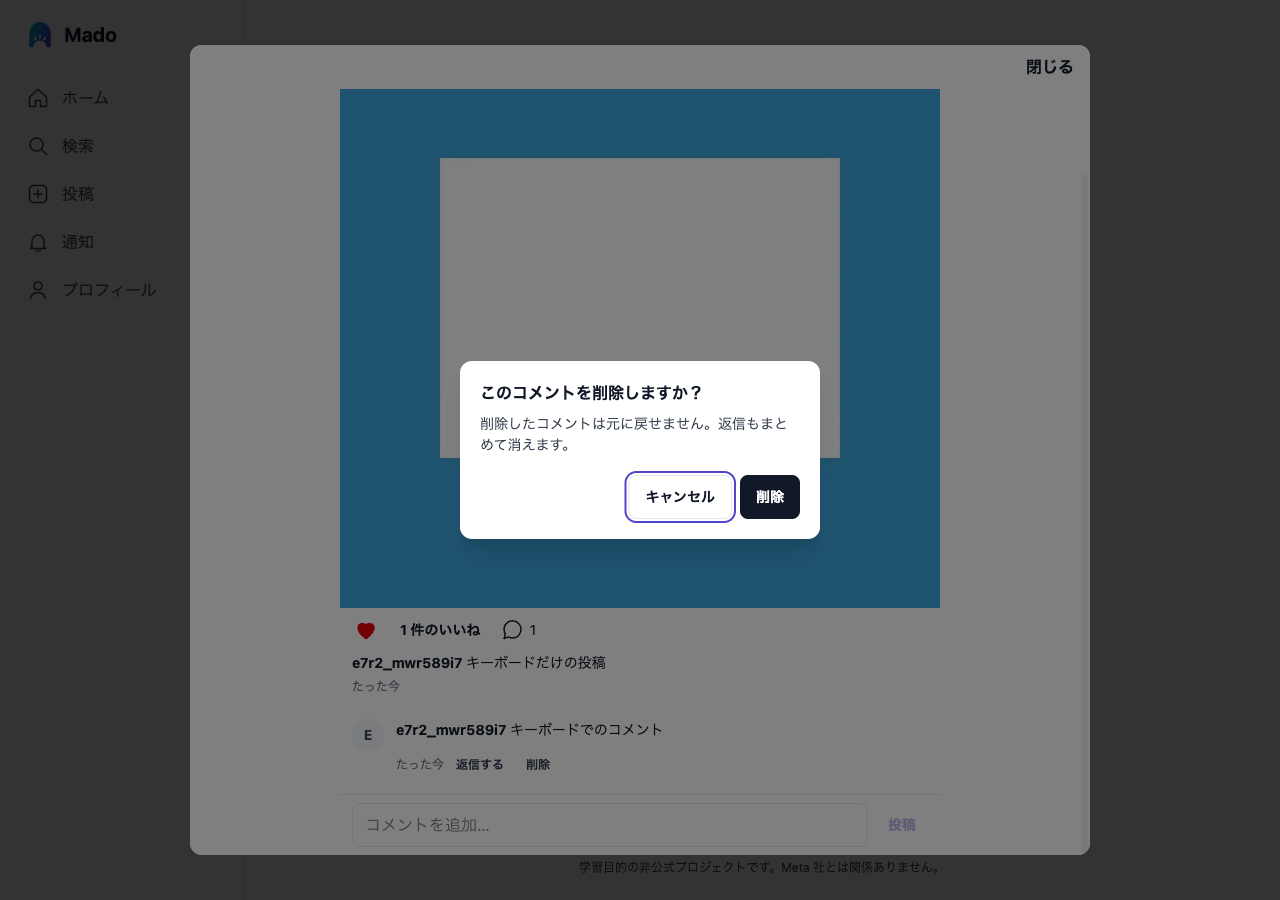 Mado
ホーム
検索
投稿
通知
プロフィール
閉じる
このコメントを削除しますか？
削除したコメントは元に戻せません。返信もまと
めて消えます。
キャンセル
削除
1 件のいいね
1
e7r2_mwr589i7 キーボードだけの投稿
たった今
E
e7r2_mwr589i7 キーボードでのコメント
たった今 返信する 削除
コメントを追加...
投稿
学習目的の非公式プロジェクトです。Meta 社とは関係ありません。